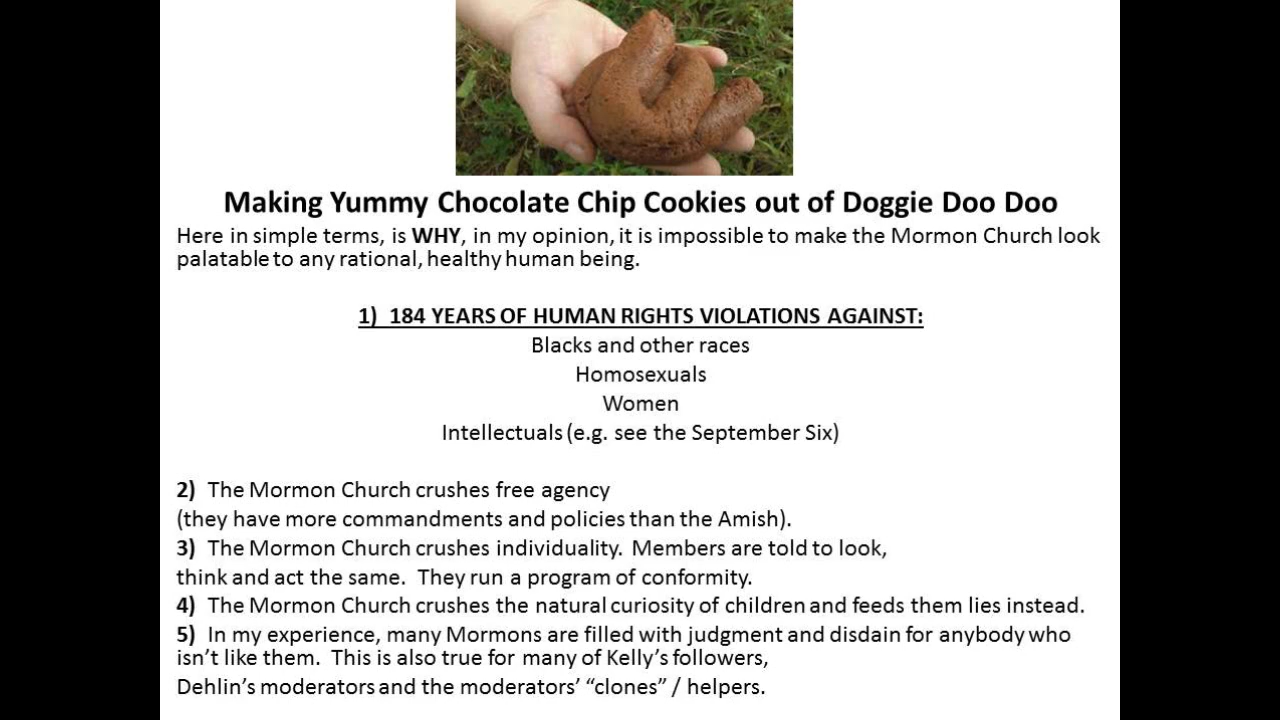 Making Yummy Chocolate Chip Cookies out of Doggie Doo Doo
Here in simple terms, is WHY, in my opinion, it is impossible to make the Mormon Church look
palatable to any rational, healthy human being.
1) 184 YEARS OF HUMAN RIGHTS VIOLATIONS AGAINST:
Blacks and other races
Homosexuals
Women
Intellectuals (e.g. see the September Six)
2) The Mormon Church crushes free agency
(they have more commandments and policies than the Amish).
3) The Mormon Church crushes individuality. Members are told to look,
think and act the same. They run a program of conformity.
4) The Mormon Church crushes the natural curiosity of children and feeds them lies instead.
5) In my experience, many Mormons are filled with judgment and disdain for anybody who
isn't like them. This is also true for many of Kelly's followers,
Dehlin's moderators and the moderators' “clones” / helpers.